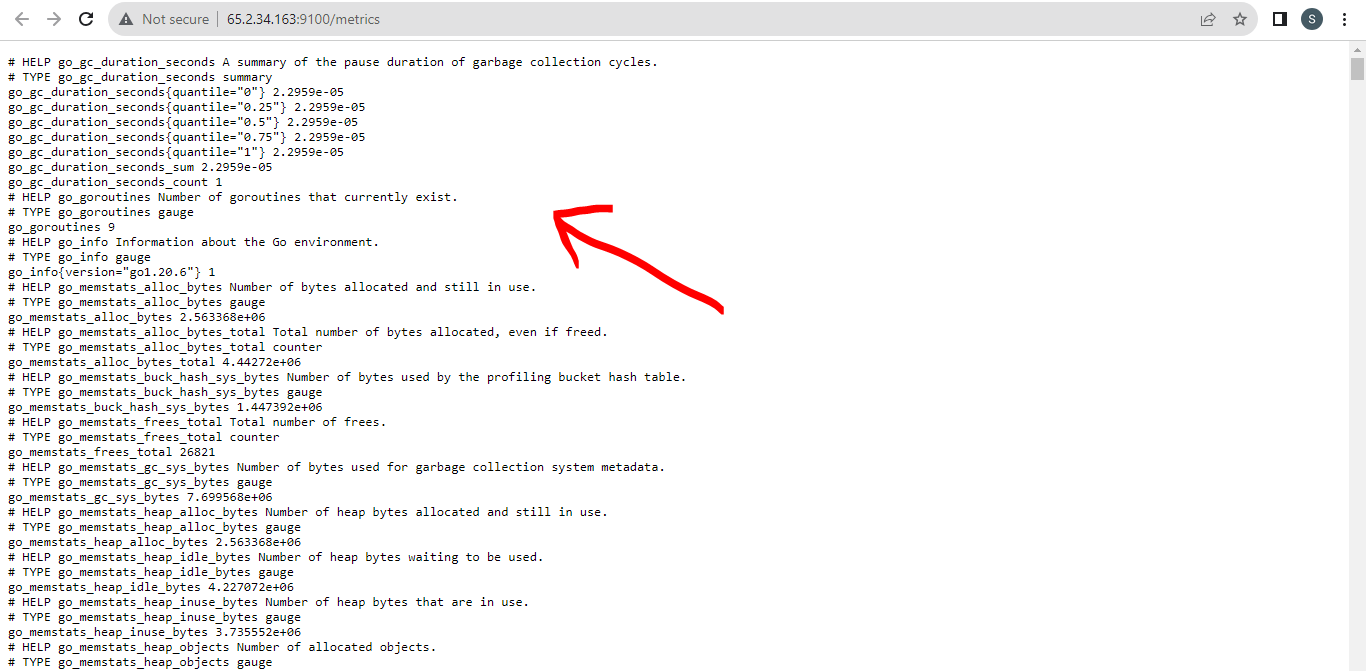 Not secure | 65.2.34.163:9100/metrics
S
# HELP go_gc_duration_seconds A summary of the pause duration of garbage collection cycles.
# TYPE go_gc_duration_seconds summary
go_gc_duration_seconds{quantile="0"} 2.2959e-05
go_gc_duration_seconds{quantile="0.25"} 2.2959e-05
go_gc_duration_seconds{quantile="0.5"} 2.2959e-05
go_gc_duration_seconds{quantile="0.75"} 2.2959e-05
go_gc_duration_seconds{quantile="1"} 2.2959e-05
go_gc_duration_seconds_sum 2.2959e-05
go_gc_duration_seconds_count 1
# HELP go_goroutines Number of goroutines that currently exist.
# TYPE go_goroutines gauge
go_goroutines 9
# HELP go_info Information about the Go environment.
# TYPE go_info gauge
go_info{version="go1.20.6"} 1
# HELP go_memstats_alloc_bytes Number of bytes allocated and still in use.
# TYPE go_memstats_alloc_bytes gauge
go_memstats_alloc_bytes 2.563368e+06
# HELP go_memstats_alloc_bytes_total Total number of bytes allocated, even if freed.
# TYPE go_memstats_alloc_bytes_total counter
go_memstats_alloc_bytes_total 4.44272e+06
# HELP go_memstats_buck_hash_sys_bytes Number of bytes used by the profiling bucket hash table.
# TYPE go_memstats_buck_hash_sys_bytes gauge
go_memstats_buck_hash_sys_bytes 1.447392e+06
# HELP go_memstats_frees_total Total number of frees.
# TYPE go_memstats_frees_total counter
go_memstats_frees_total 26821
# HELP go_memstats_gc_sys_bytes Number of bytes used for garbage collection system metadata.
# TYPE go_memstats_gc_sys_bytes gauge
go_memstats_gc_sys_bytes 7.699568e+06
# HELP go_memstats_heap_alloc_bytes Number of heap bytes allocated and still in use.
# TYPE go_memstats_heap_alloc_bytes gauge
go_memstats_heap_alloc_bytes 2.563368e+06
# HELP go_memstats_heap_idle_bytes Number of heap bytes waiting to be used.
# TYPE go_memstats_heap_idle_bytes gauge
go_memstats_heap_idle_bytes 4.227072e+06
# HELP go_memstats_heap_inuse_bytes Number of heap bytes that are in use.
# TYPE go_memstats_heap_inuse_bytes gauge
go_memstats_heap_inuse_bytes 3.735552e+06
# HELP go_memstats_heap_objects Number of allocated objects.
# TYPE go_memstats_heap_objects gauge